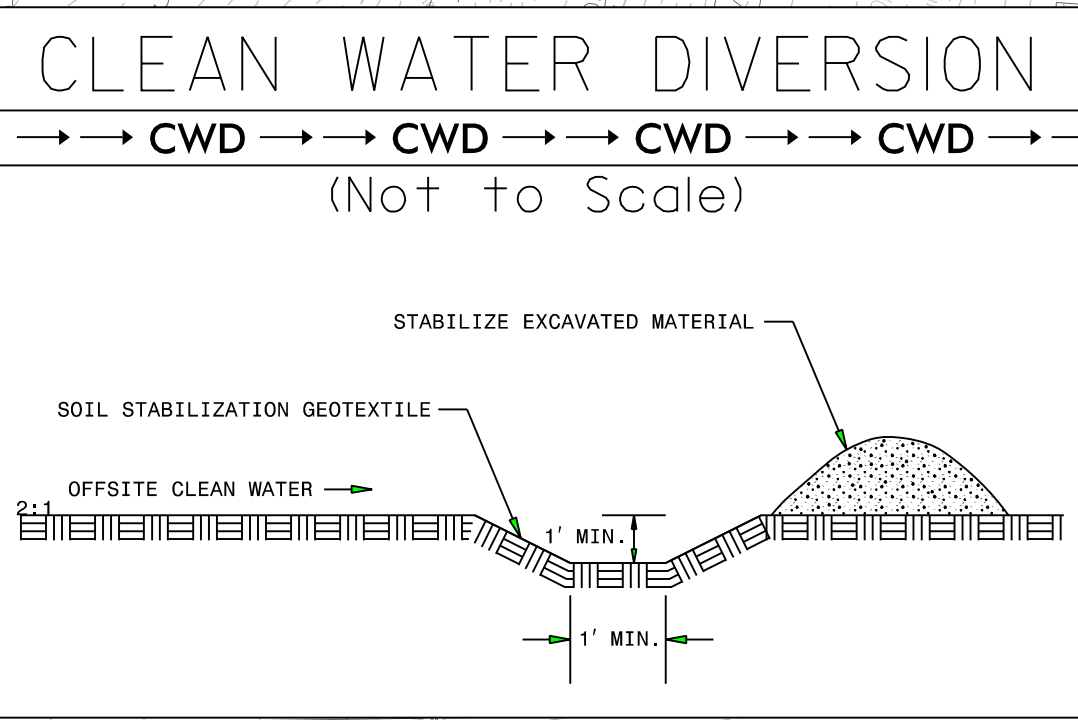 CLEAN WATER DIVERSION
CWD CWD CWD CWD
(Not to Scale)
STABILIZE EXCAVATED MATERIAL
SOIL STABILIZATION GEOTEXTILE
OFFSITE CLEAN WATER
2:1
1' MIN.
1' MIN.